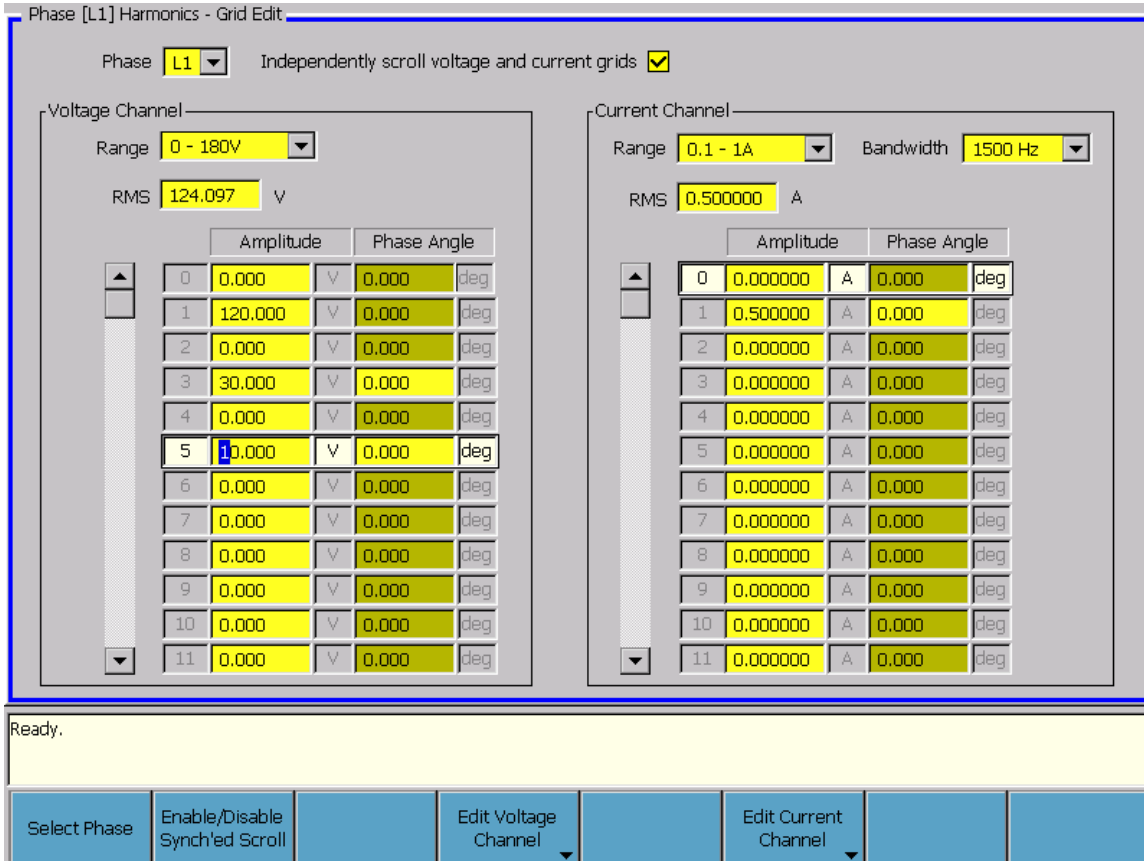 Phase [L1] Harmonics - Grid Edit
Phase L1 Independently scroll voltage and current grids
Voltage Channel
Range 0 - 180V
RMS 124.097 V
Amplitude Phase Angle
0 0.000 V 0.000 deg
1 120.000 V 0.000 deg
2 0.000 V 0.000 deg
3 30.000 V 0.000 deg
4 0.000 V 0.000 deg
5 10.000 V 0.000 deg
6 0.000 V 0.000 deg
7 0.000 V 0.000 deg
8 0.000 V 0.000 deg
9 0.000 V 0.000 deg
10 0.000 V 0.000 deg
11 0.000 V 0.000 deg
Current Channel
Range 0.1 - 1A Bandwidth 1500 Hz
RMS 0.500000 A
Amplitude Phase Angle
0 0.000000 A 0.000 deg
1 0.500000 A 0.000 deg
2 0.000000 A 0.000 deg
3 0.000000 A 0.000 deg
4 0.000000 A 0.000 deg
5 0.000000 A 0.000 deg
6 0.000000 A 0.000 deg
7 0.000000 A 0.000 deg
8 0.000000 A 0.000 deg
9 0.000000 A 0.000 deg
10 0.000000 A 0.000 deg
11 0.000000 A 0.000 deg
Ready.
Select Phase
Enable/Disable
Synch'ed Scroll
Edit Voltage
Channel
Edit Current
Channel